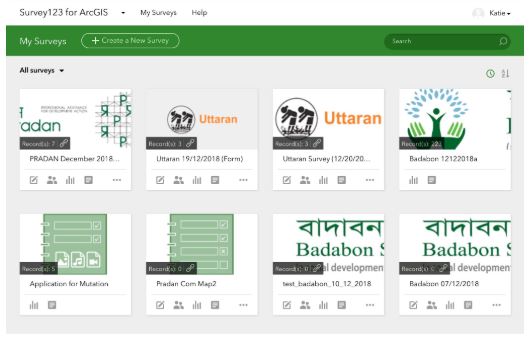 Survey123 for ArcGIS
My Surveys
Help
Katie
My Surveys
+ Create a New Survey
Search
All surveys
PROFESSIONAL ASSISTANCE
FOR DEVELOPMENT ACTION
radan
Record(s): 7
PRADAN December 2018...
Uttaran
Record(s): 3
Uttaran 19/12/2018 (Form)
Uttaran
Record(s): 3
Uttaran Survey (12/20/20...
Record(s): 22
Badabon 12122018a
Record(s): 5
Application for Mutation
Record(s): 0
Pradan Com Map2
বাদাবন
Badabon S
al development
Record(s): 0
test_badabon_10_12_2018
বাদাবন
Badabon S
al development
Badabon 07/12/2018